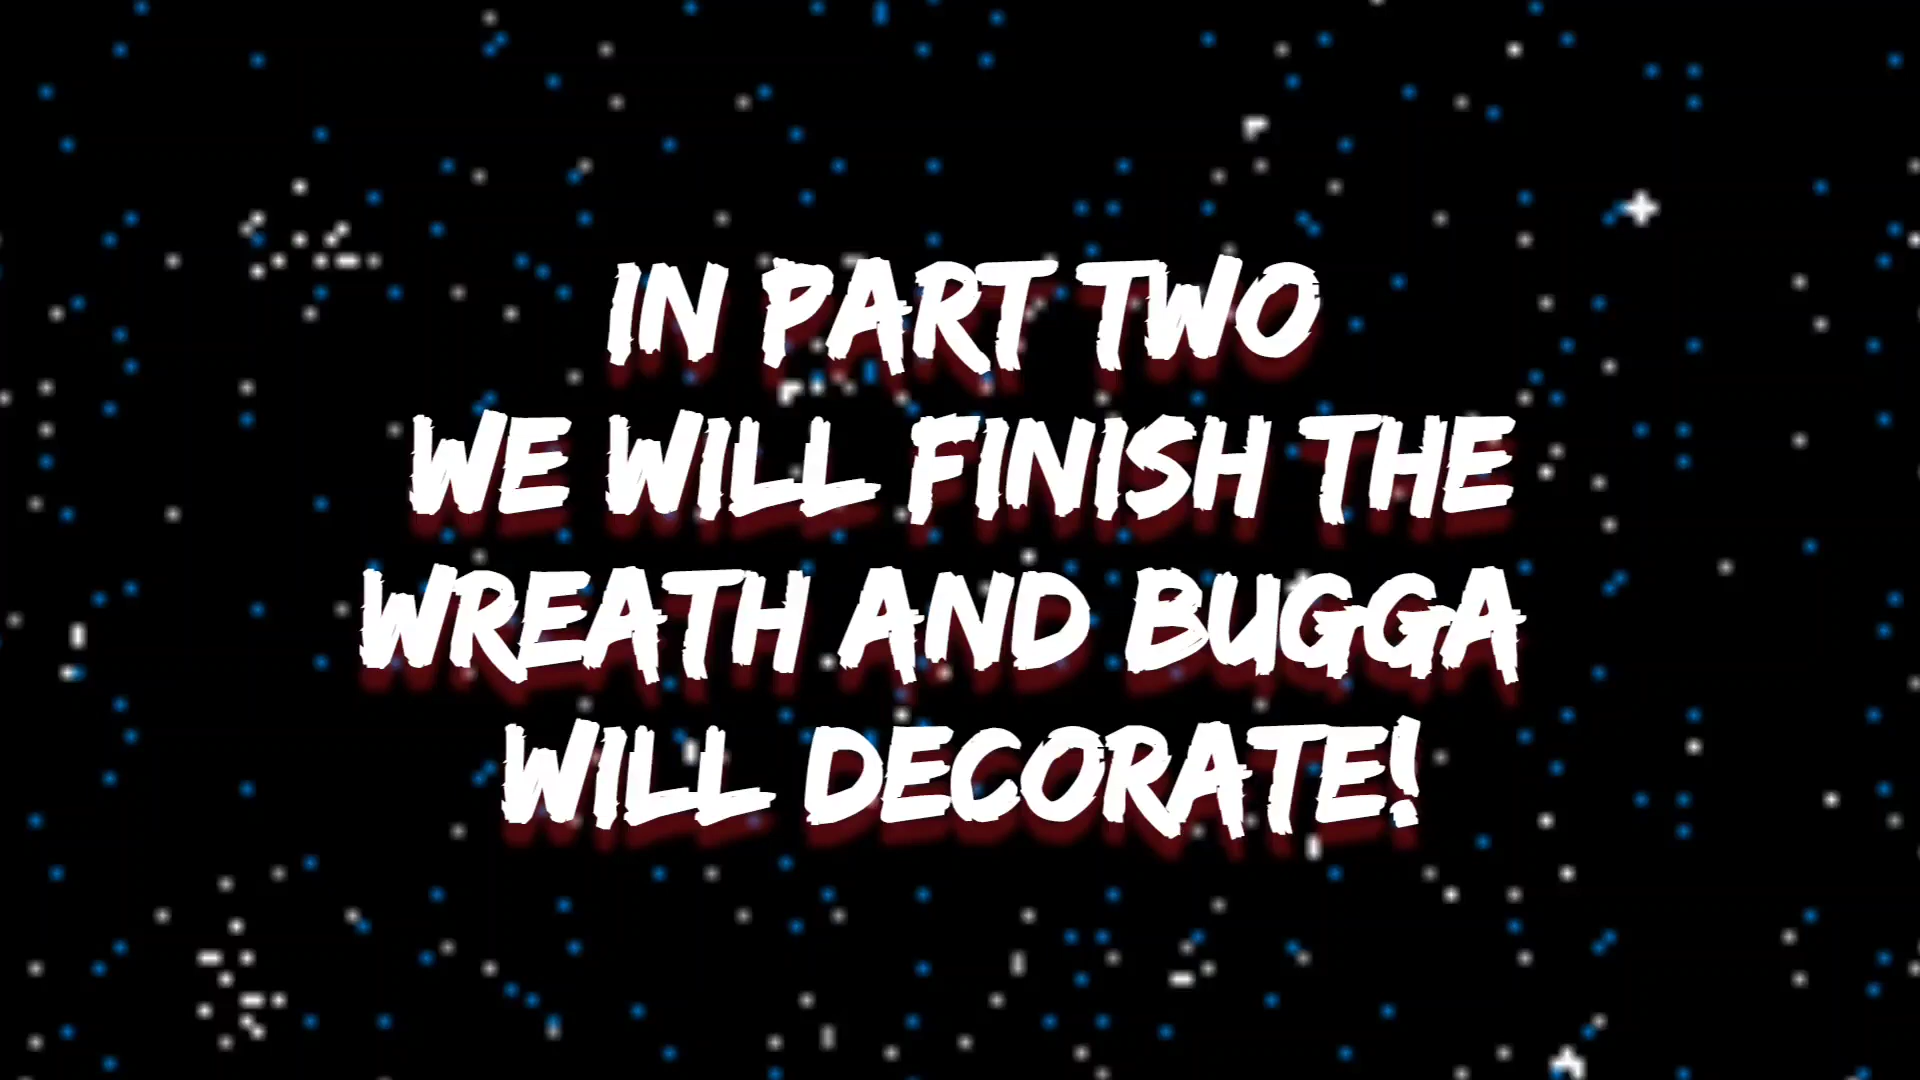 IN PART TWO
WE WILL FINISH THE
WREATH AND BUGGA
WILL DECORATE!